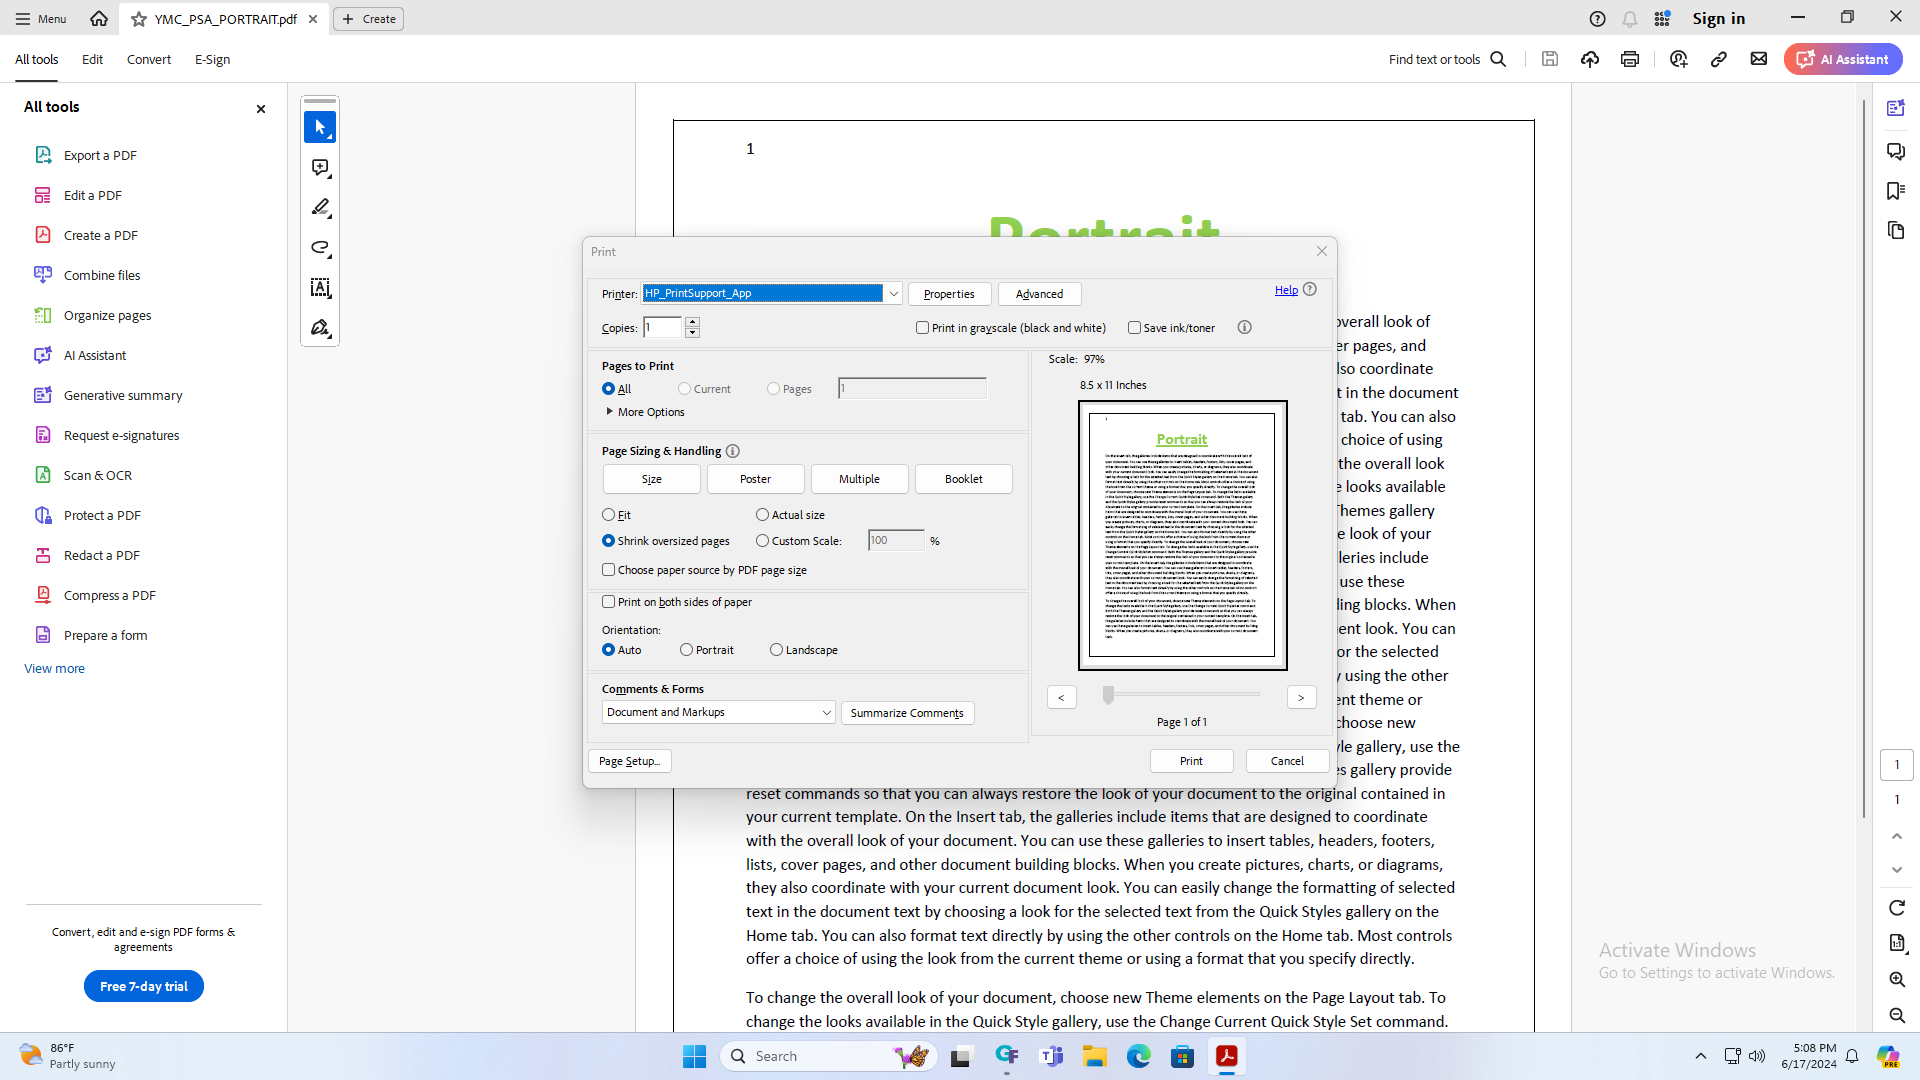 Menu
YMC_PSA_PORTRAIT.pdf
Create
Sign in
All tools
Edit
Convert
E-Sign
Find text or tools
AI Assistant
All tools
Export a PDF
Edit a PDF
Create a PDF
Combine files
Organize pages
AI Assistant
Generative summary
Request e-signatures
Scan & OCR
Protect a PDF
Redact a PDF
Compress a PDF
Prepare a form
View more
Convert, edit and e-sign PDF forms &
agreements
Free 7-day trial
1
Portrait
Print
Printer:
HP_PrintSupport_App
Properties
Advanced
Help
Copies:
1
Print in grayscale (black and white)
Save ink/toner
Pages to Print
All
Current
Pages
1
More Options
Page Sizing & Handling
Size
Poster
Multiple
Booklet
Fit
Actual size
Shrink oversized pages
Custom Scale:
100
%
Choose paper source by PDF page size
Print on both sides of paper
Orientation:
Auto
Portrait
Landscape
Comments & Forms
Document and Markups
Summarize Comments
Page Setup...
Scale: 97%
8.5 x 11 Inches
Portrait
<
>
Page 1 of 1
Print
Cancel
overall look of
er pages, and
lso coordinate
t in the document
tab. You can also
choice of using
the overall look
e looks available
Themes gallery
e look of your
lleries include
use these
ing blocks. When
ent look. You can
or the selected
y using the other
ent theme or
choose new
yle gallery, use the
es gallery provide
reset commands so that you can always restore the look of your document to the original contained in
your current template. On the Insert tab, the galleries include items that are designed to coordinate
with the overall look of your document. You can use these galleries to insert tables, headers, footers,
lists, cover pages, and other document building blocks. When you create pictures, charts, or diagrams,
they also coordinate with your current document look. You can easily change the formatting of selected
text in the document text by choosing a look for the selected text from the Quick Styles gallery on the
Home tab. You can also format text directly by using the other controls on the Home tab. Most controls
offer a choice of using the look from the current theme or using a format that you specify directly.
To change the overall look of your document, choose new Theme elements on the Page Layout tab. To
change the looks available in the Quick Style gallery, use the Change Current Quick Style Set command.
1
1
Activate Windows
Go to Settings to activate Windows.
86°F
Partly sunny
Search
5:08 PM
6/17/2024
PRE